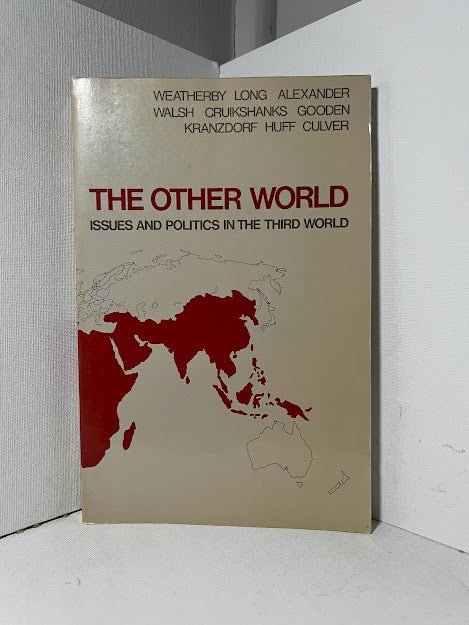 WEATHERBY LONG ALEXANDER
WALSH CRUIKSHANKS GOODEN
KRANZDORF HUFF CULVER
THE OTHER WORLD
ISSUES AND POLITICS IN THE THIRD WORLD